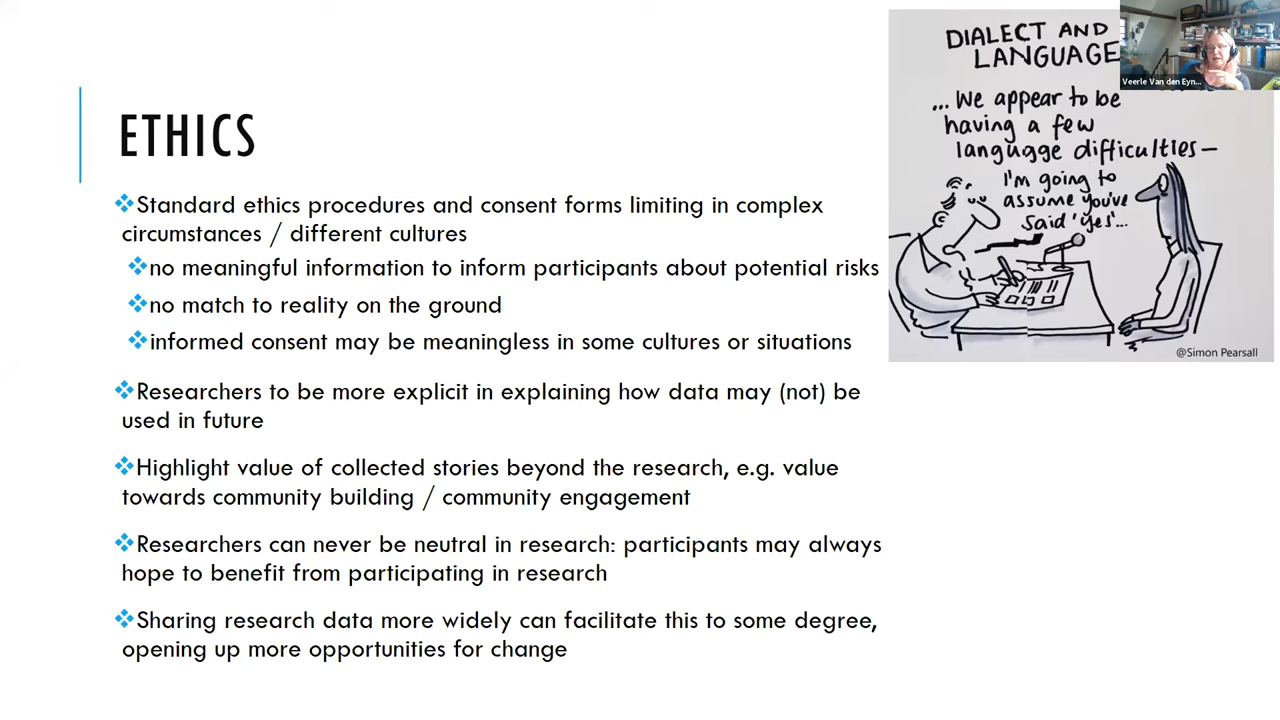 ETHICS
❖Standard ethics procedures and consent forms limiting in complex
circumstances / different cultures
❖no meaningful information to inform participants about potential risks
❖no match to reality on the ground
❖informed consent may be meaningless in some cultures or situations
❖Researchers to be more explicit in explaining how data may (not) be
used in future
❖Highlight value of collected stories beyond the research, e.g. value
towards community building / community engagement
❖Researchers can never be neutral in research: participants may always
hope to benefit from participating in research
❖Sharing research data more widely can facilitate this to some degree,
opening up more opportunities for change
DIALECT AND
LANGUAGE
...We appear to be
having a few
language difficulties—
I'm going to
assume you've
said 'yes'...
@Simon Pearsall
Veerle Van den Eyn...